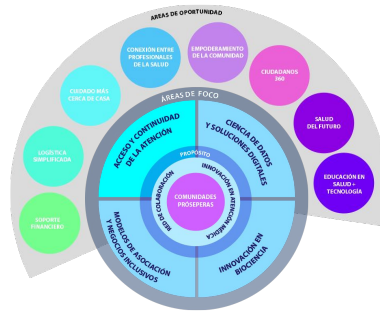 AREAS DE OPORTUNIDAD
SOPORTE
FINANCIERO
LOGÍSTICA
SIMPLIFICADA
CUIDADO MÁS
CERCA DE CASA
CONEXIÓN ENTRE
PROFESIONALES
DE LA SALUD
EMPODERAMIENTO
DE LA COMUNIDAD
CIUDADANOS
360
SALUD
DEL FUTURO
EDUCACIÓN EN
SALUD +
TECNOLOGÍA
ÁREAS DE FOCO
ACCESO Y CONTINUIDAD
DE LA ATENCIÓN
CIENCIA DE DATOS
Y SOLUCIONES DIGITALES
PROPÓSITO
RED DE COLABORACIÓN
INNOVACIÓN EN ATENCIÓN MÉDICA
COMUNIDADES
PRÓSPERAS
MODELOS DE ASOCIACIÓN
Y NEGOCIOS INCLUSIVOS
INNOVACIÓN EN
BIOCIENCIA